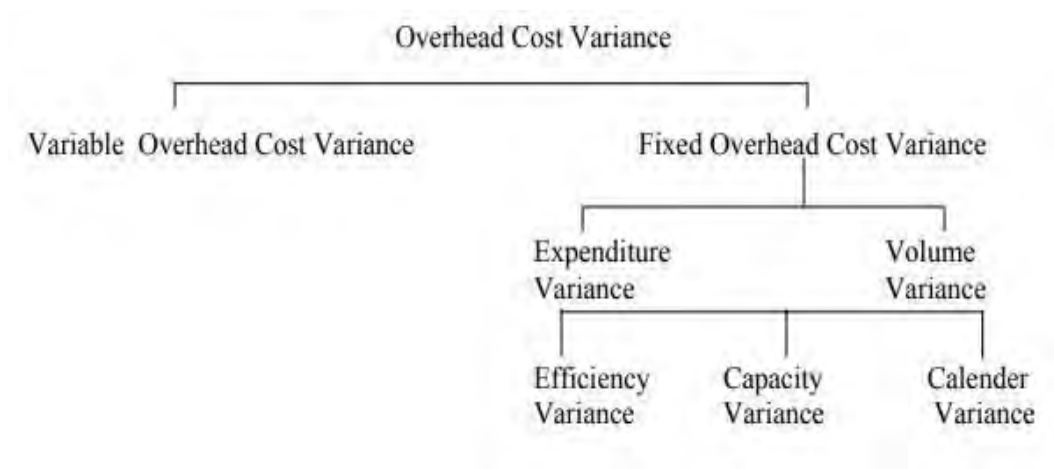 Overhead Cost Variance
Variable Overhead Cost Variance
Fixed Overhead Cost Variance
Expenditure
Variance
Volume
Variance
Efficiency
Variance
Capacity
Variance
Calender
Variance